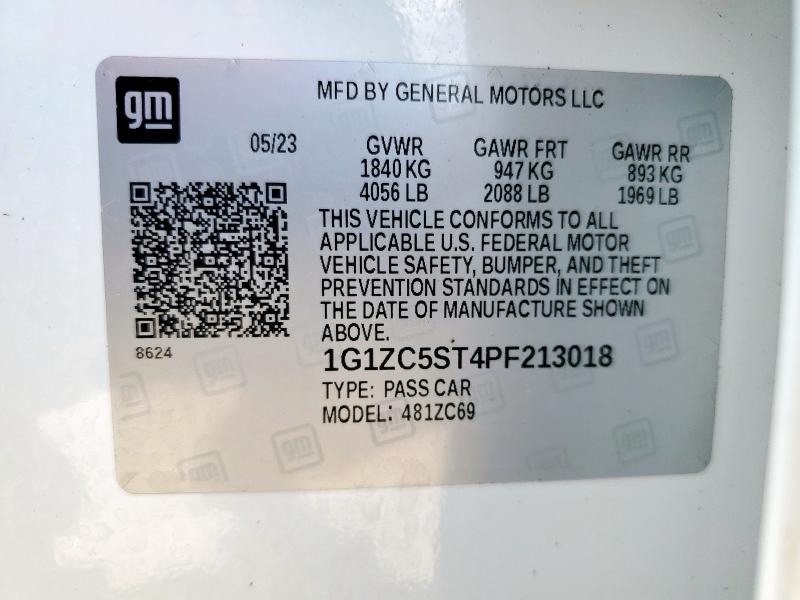 gm
MFD BY GENERAL MOTORS LLC
05/23 GVWR GAWR FRT GAWR RR
1840 KG 947 KG 893 KG
4056 LB 2088 LB 1969 LB
THIS VEHICLE CONFORMS TO ALL
APPLICABLE U.S. FEDERAL MOTOR
VEHICLE SAFETY, BUMPER, AND THEFT
PREVENTION STANDARDS IN EFFECT ON
THE DATE OF MANUFACTURE SHOWN
ABOVE.
8624
1G1ZC5ST4PF213018
TYPE: PASS CAR
MODEL: 481ZC69